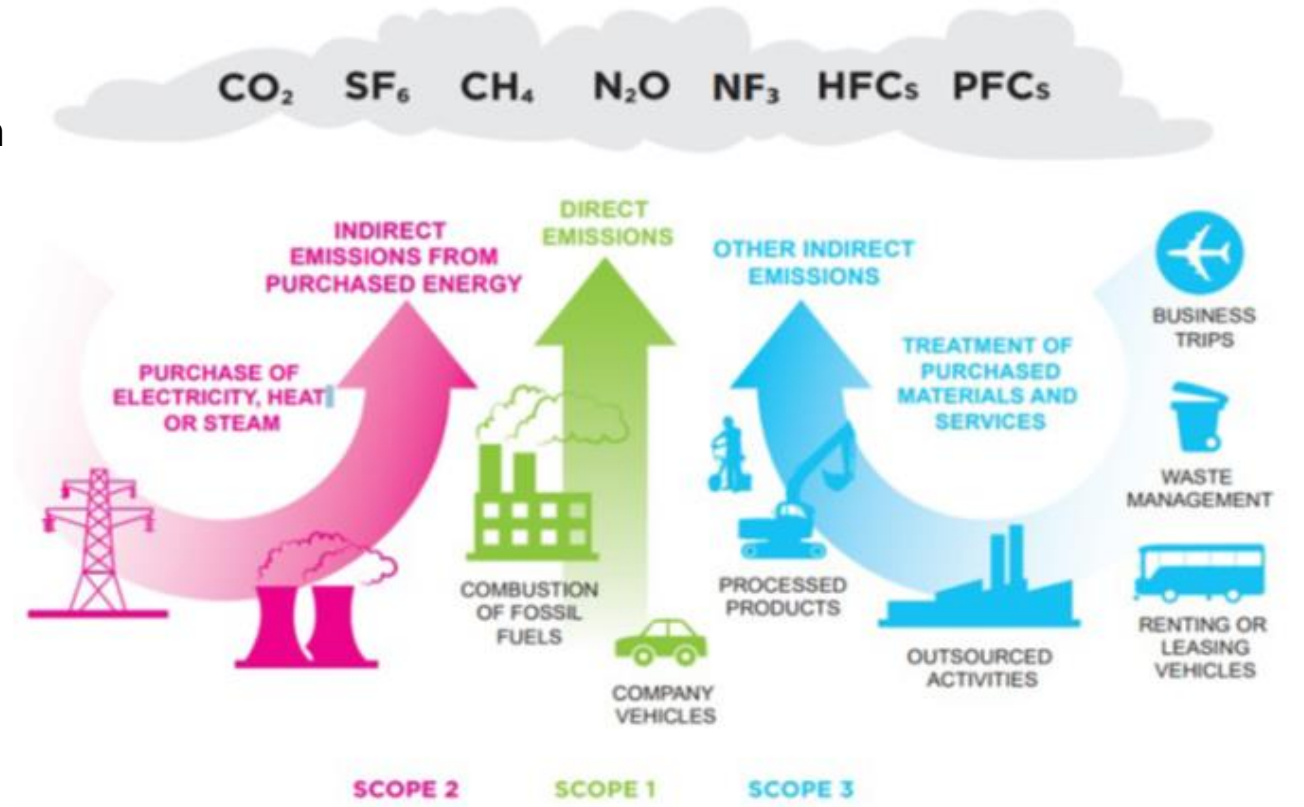 CO₂ SF₆ CH₄ N₂O NF₃ HFCs PFCs
n
INDIRECT
EMISSIONS FROM
PURCHASED ENERGY
DIRECT
EMISSIONS
OTHER INDIRECT
EMISSIONS
PURCHASE OF
ELECTRICITY, HEAT
OR STEAM
TREATMENT OF
PURCHASED
MATERIALS AND
SERVICES
BUSINESS
TRIPS
WASTE
MANAGEMENT
COMBUSTION
OF FOSSIL
FUELS
COMPANY
VEHICLES
PROCESSED
PRODUCTS
OUTSOURCED
ACTIVITIES
RENTING OR
LEASING
VEHICLES
SCOPE 2 SCOPE 1 SCOPE 3